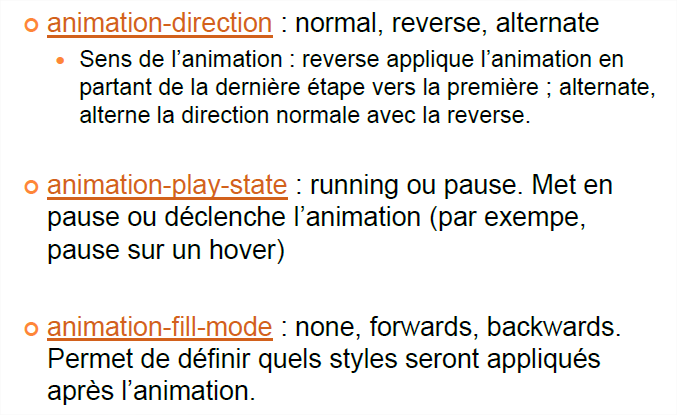 animation-direction : normal, reverse, alternate
Sens de l’animation : reverse applique l’animation en
partant de la dernière étape vers la première ; alternate,
alterne la direction normale avec la reverse.
animation-play-state : running ou pause. Met en
pause ou déclenche l’animation (par exempe,
pause sur un hover)
animation-fill-mode : none, forwards, backwards.
Permet de définir quels styles seront appliqués
après l’animation.